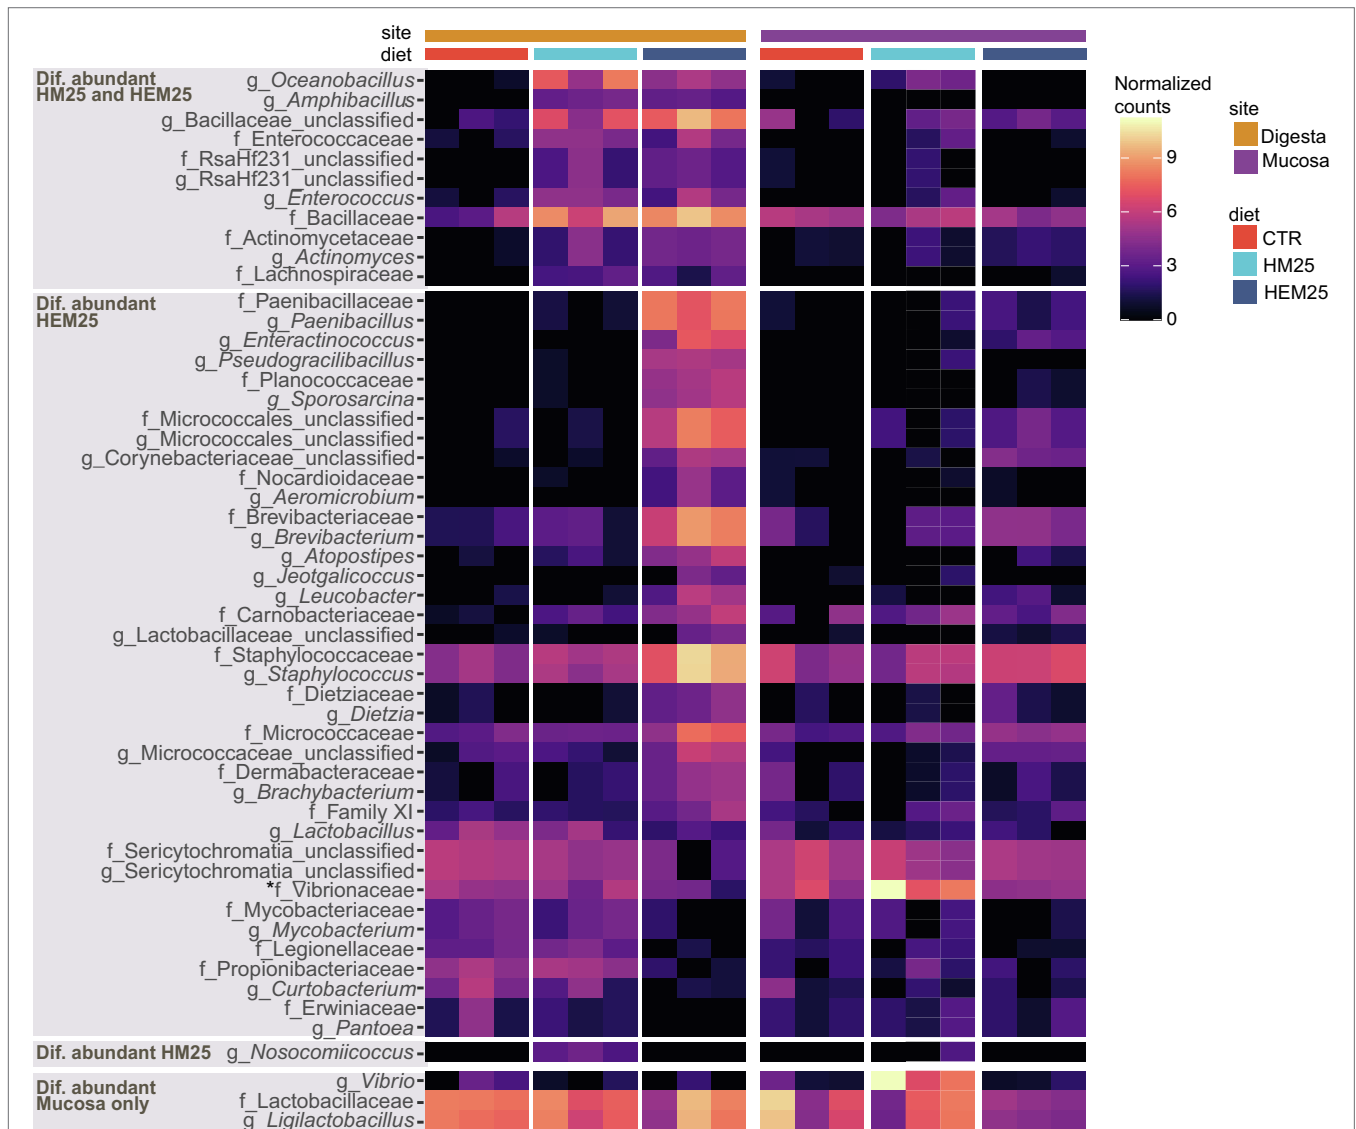 site
diet
Dif. abundant
HM25 and HEM25
g_Oceanobacillus
g_Amphibacillus
g_Bacillaceae_unclassified
f_Enterococcaceae
f_RsaHf231_unclassified
g_RsaHf231_unclassified
g_Enterococcus
f_Bacillaceae
f_Actinomycetaceae
g_Actinomyces
f_Lachnospiraceae
Dif. abundant
HEM25
f_Paenibacillaceae
g_Paenibacillus
g_Enteractinococcus
g_Pseudogracilibacillus
f_Planococcaceae
g_Sporosarcina
f_Micrococcales_unclassified
g_Micrococcales_unclassified
g_Corynebacteriaceae_unclassified
f_Nocardioidaceae
g_Aeromicrobium
f_Brevibacteriaceae
g_Brevibacterium
g_Atopostipes
g_Jeotgalicoccus
g_Leucobacter
f_Carnobacteriaceae
g_Lactobacillaceae_unclassified
f_Staphylococcaceae
g_Staphylococcus
f_Dietziaceae
g_Dietzia
f_Micrococcaceae
g_Micrococcaceae_unclassified
f_Dermabacteraceae
g_Brachybacterium
f_Family XI
g_Lactobacillus
f_Sericytochromatia_unclassified
g_Sericytochromatia_unclassified
*f_Vibrionaceae
f_Mycobacteriaceae
g_Mycobacterium
f_Legionellaceae
f_Propionibacteriaceae
g_Curtobacterium
f_Erwiniaceae
g_Pantoea
Dif. abundant HM25 g_Nosocomiicoccus
Dif. abundant
Mucosa only
g_Vibrio
f_Lactobacillaceae
g_Ligilactobacillus
Normalized
counts
9
6
3
0
site
Digesta
Mucosa
diet
CTR
HM25
HEM25